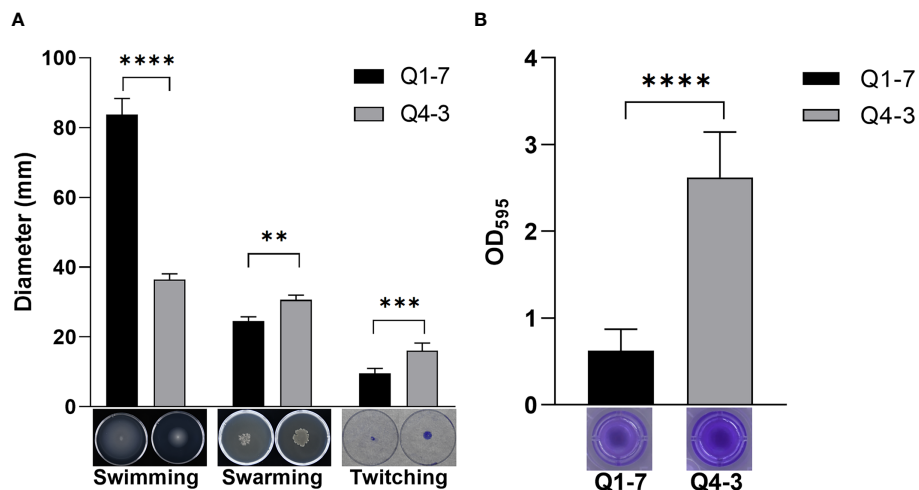 A
Diameter (mm)
100
80
60
40
20
0
****
**
***
Q1-7
Q4-3
Swimming
Swarming
Twitching
B
OD₅₉₅
4
3
2
1
0
****
Q1-7
Q4-3
Q1-7
Q4-3